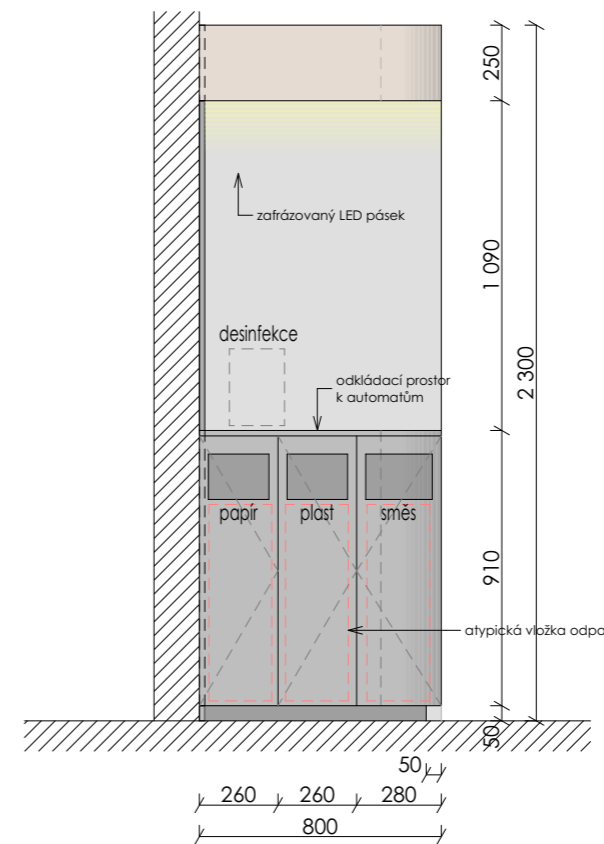 250
zafrázovaný LED pásek
1 090
desinfekce
2 300
odkládací prostor
k automatům
papír
plast
směs
910
atypická vložka odpa
50
50
260
260
280
800